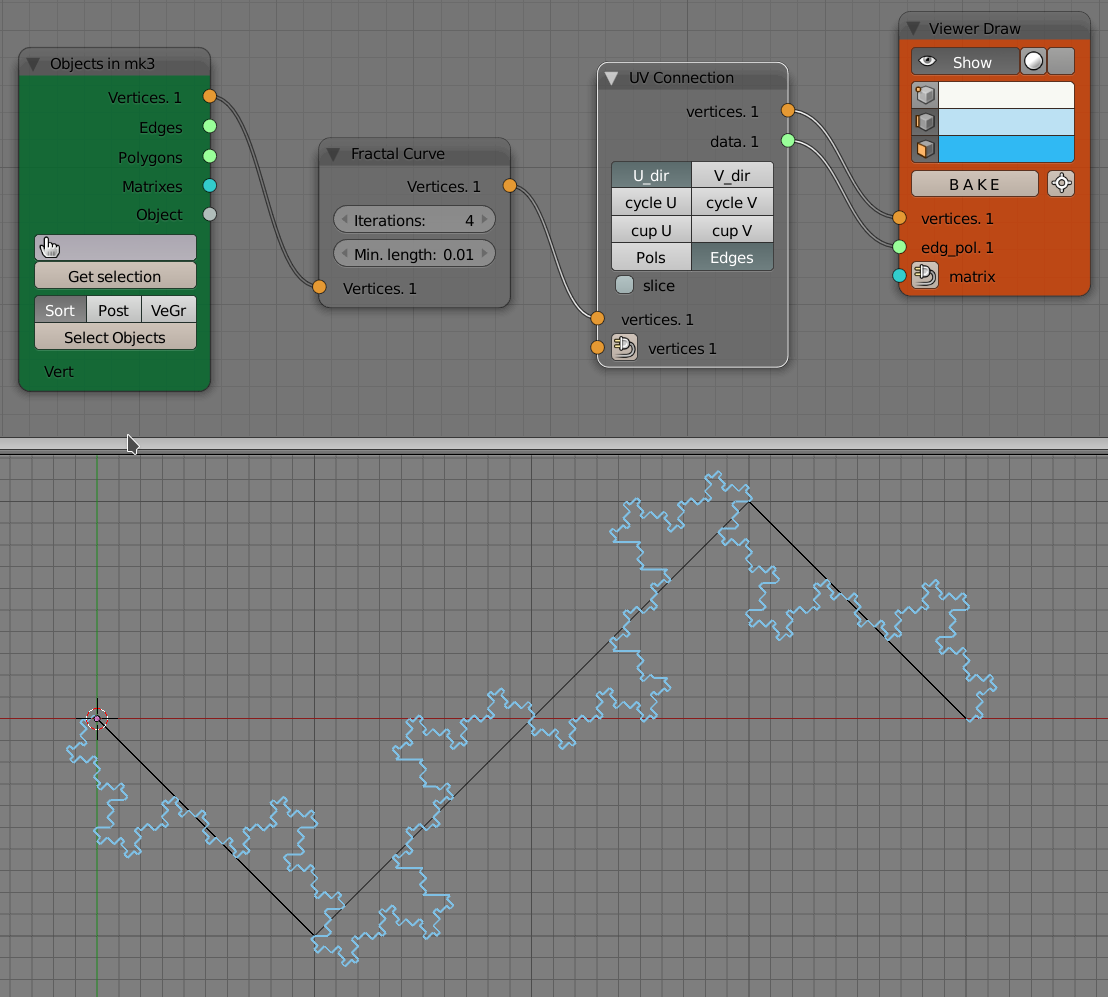 Objects in mk3
Vertices. 1
Edges
Polygons
Matrixes
Object
Get selection
Sort Post VeGr
Select Objects
Vert
Fractal Curve
Vertices. 1
Iterations: 4
Min. length: 0.01
Vertices. 1
UV Connection
vertices. 1
data. 1
U_dir V_dir
cycle U cycle V
cup U cup V
Pols Edges
slice
vertices. 1
vertices 1
Viewer Draw
Show
B A K E
vertices. 1
edg_pol. 1
matrix